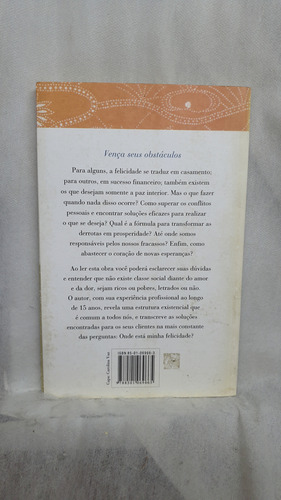 Vença seus obstáculos
Para alguns, a felicidade se traduz em casamento;
para outros, em sucesso financeiro; também existem
os que desejam somente a paz interior. Mas o que fazer
quando nada disso ocorre? Como superar os conflitos
pessoais e encontrar soluções eficazes para realizar
o que se deseja? Qual é a fórmula para transformar as
derrotas em prosperidade? Até onde somos
responsáveis pelos nossos fracassos? Enfim, como
abastecer o coração de novas esperanças?
Ao ler esta obra você poderá esclarecer suas dúvidas
e entender que não existe classe social diante do amor
e da dor, sejam ricos ou pobres, letrados ou não.
O autor, com sua experiência profissional ao longo
de 15 anos, revela uma estrutura existencial que
é comum a todos nós, e transcreve as soluções
encontradas para os seus clientes na mais constante
das perguntas: Onde está minha felicidade?